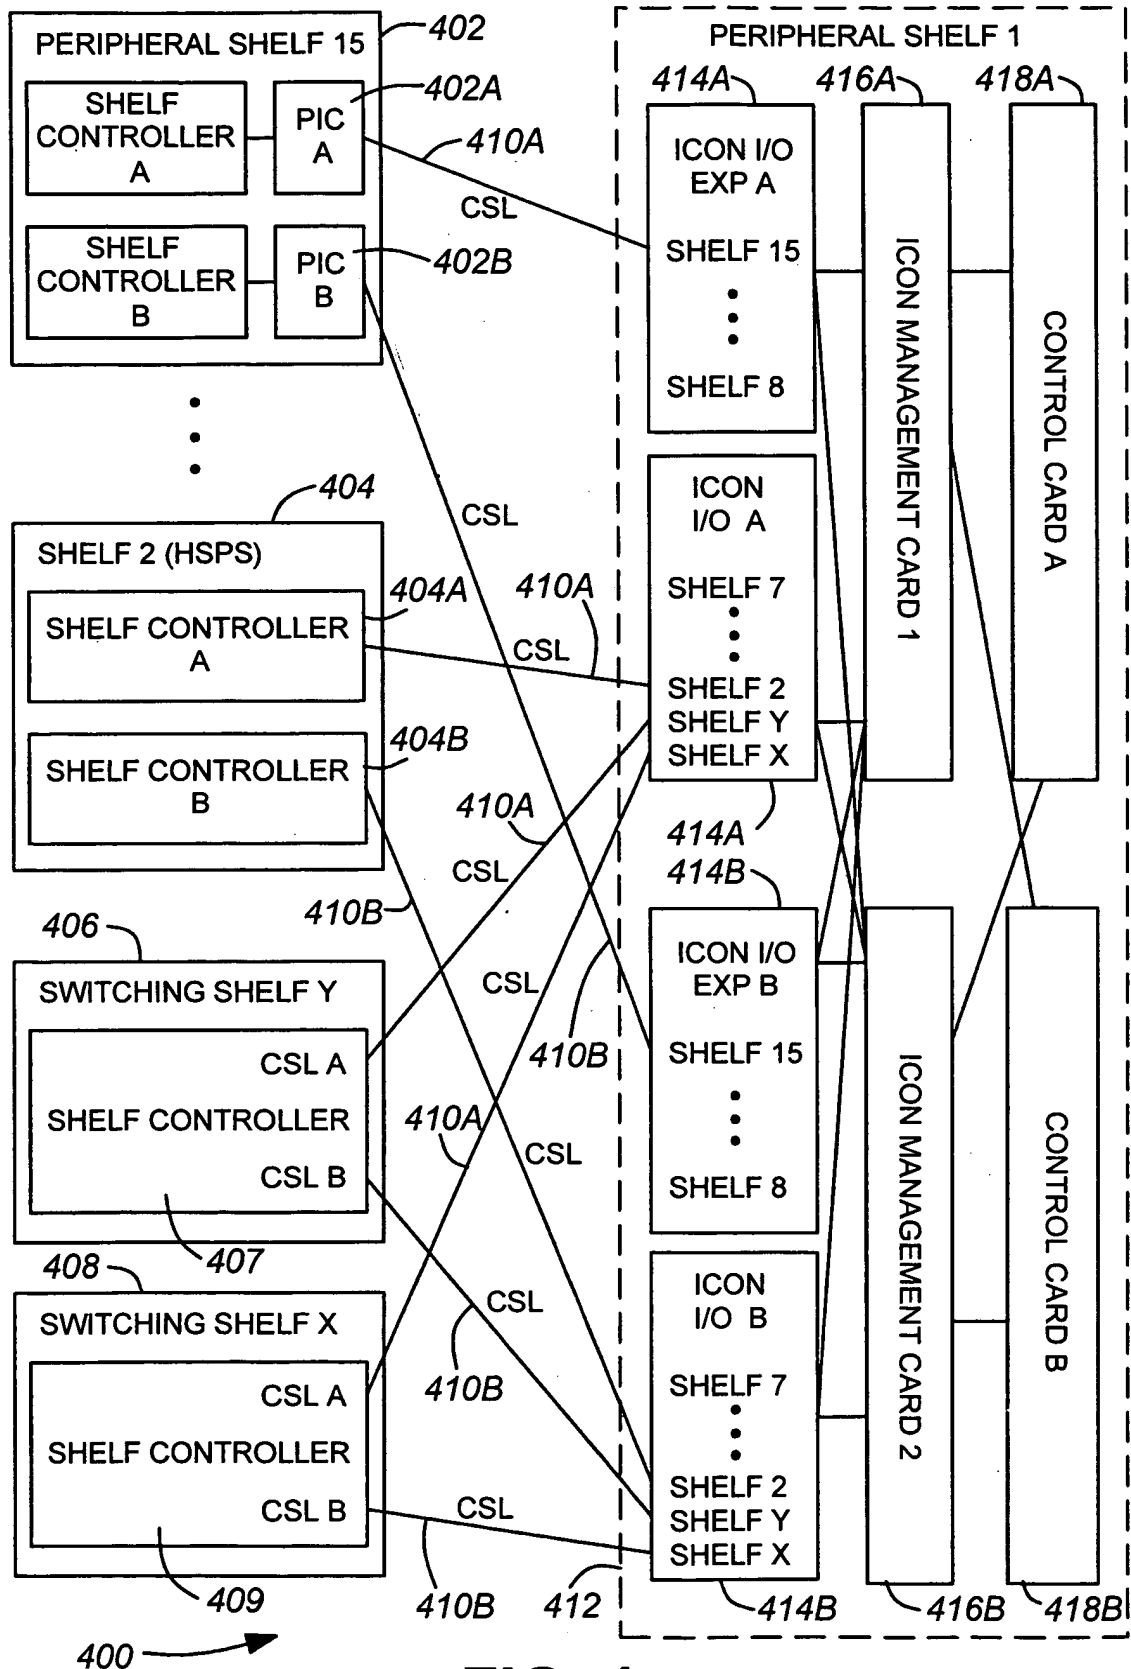 PERIPHERAL SHELF 15
402
SHELF
CONTROLLER
A
PIC
A
402A
410A
CSL
SHELF
CONTROLLER
B
PIC
B
402B
CSL
404
SHELF 2 (HSPS)
SHELF CONTROLLER
A
404A
410A
CSL
SHELF CONTROLLER
B
404B
410A
CSL
410B
406
SWITCHING SHELF Y
CSL A
SHELF CONTROLLER
CSL B
407
CSL
410B
410A
CSL
408
SWITCHING SHELF X
CSL A
SHELF CONTROLLER
CSL B
409
CSL
410B
CSL
410B
412
400
PERIPHERAL SHELF 1
414A
416A
418A
ICON I/O
EXP A
SHELF 15
SHELF 8
ICON
I/O A
SHELF 7
SHELF 2
SHELF Y
SHELF X
414A
414B
ICON I/O
EXP B
SHELF 15
SHELF 8
ICON
I/O B
SHELF 7
SHELF 2
SHELF Y
SHELF X
414B
ICON MANAGEMENT CARD 1
CONTROL CARD A
ICON MANAGEMENT CARD 2
CONTROL CARD B
416B
418B